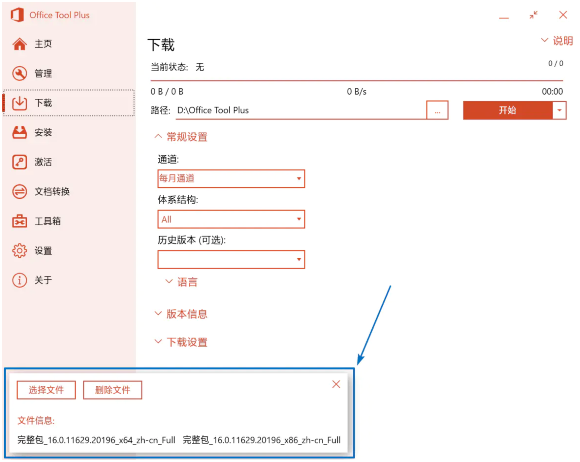 Office Tool Plus
主页
管理
下载
安装
激活
文档转换
工具箱
设置
关于
下载
说明
当前状态: 无
0 / 0
0 B / 0 B
0 B/s
00:00
路径: D:\Office Tool Plus
...
开始
常规设置
通道:
每月通道
体系结构:
All
历史版本 (可选):
语言
版本信息
下载设置
选择文件
删除文件
文件信息:
完整包_16.0.11629.20196_x64_zh-cn_Full 完整包_16.0.11629.20196_x86_zh-cn_Full